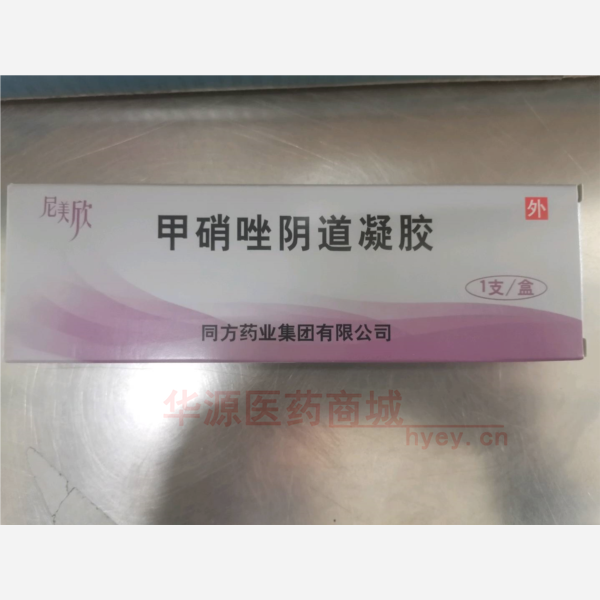 尼美欣
外
甲硝唑阴道凝胶
1支/盒
同方药业集团有限公司
华源医药商城
hyey.cn